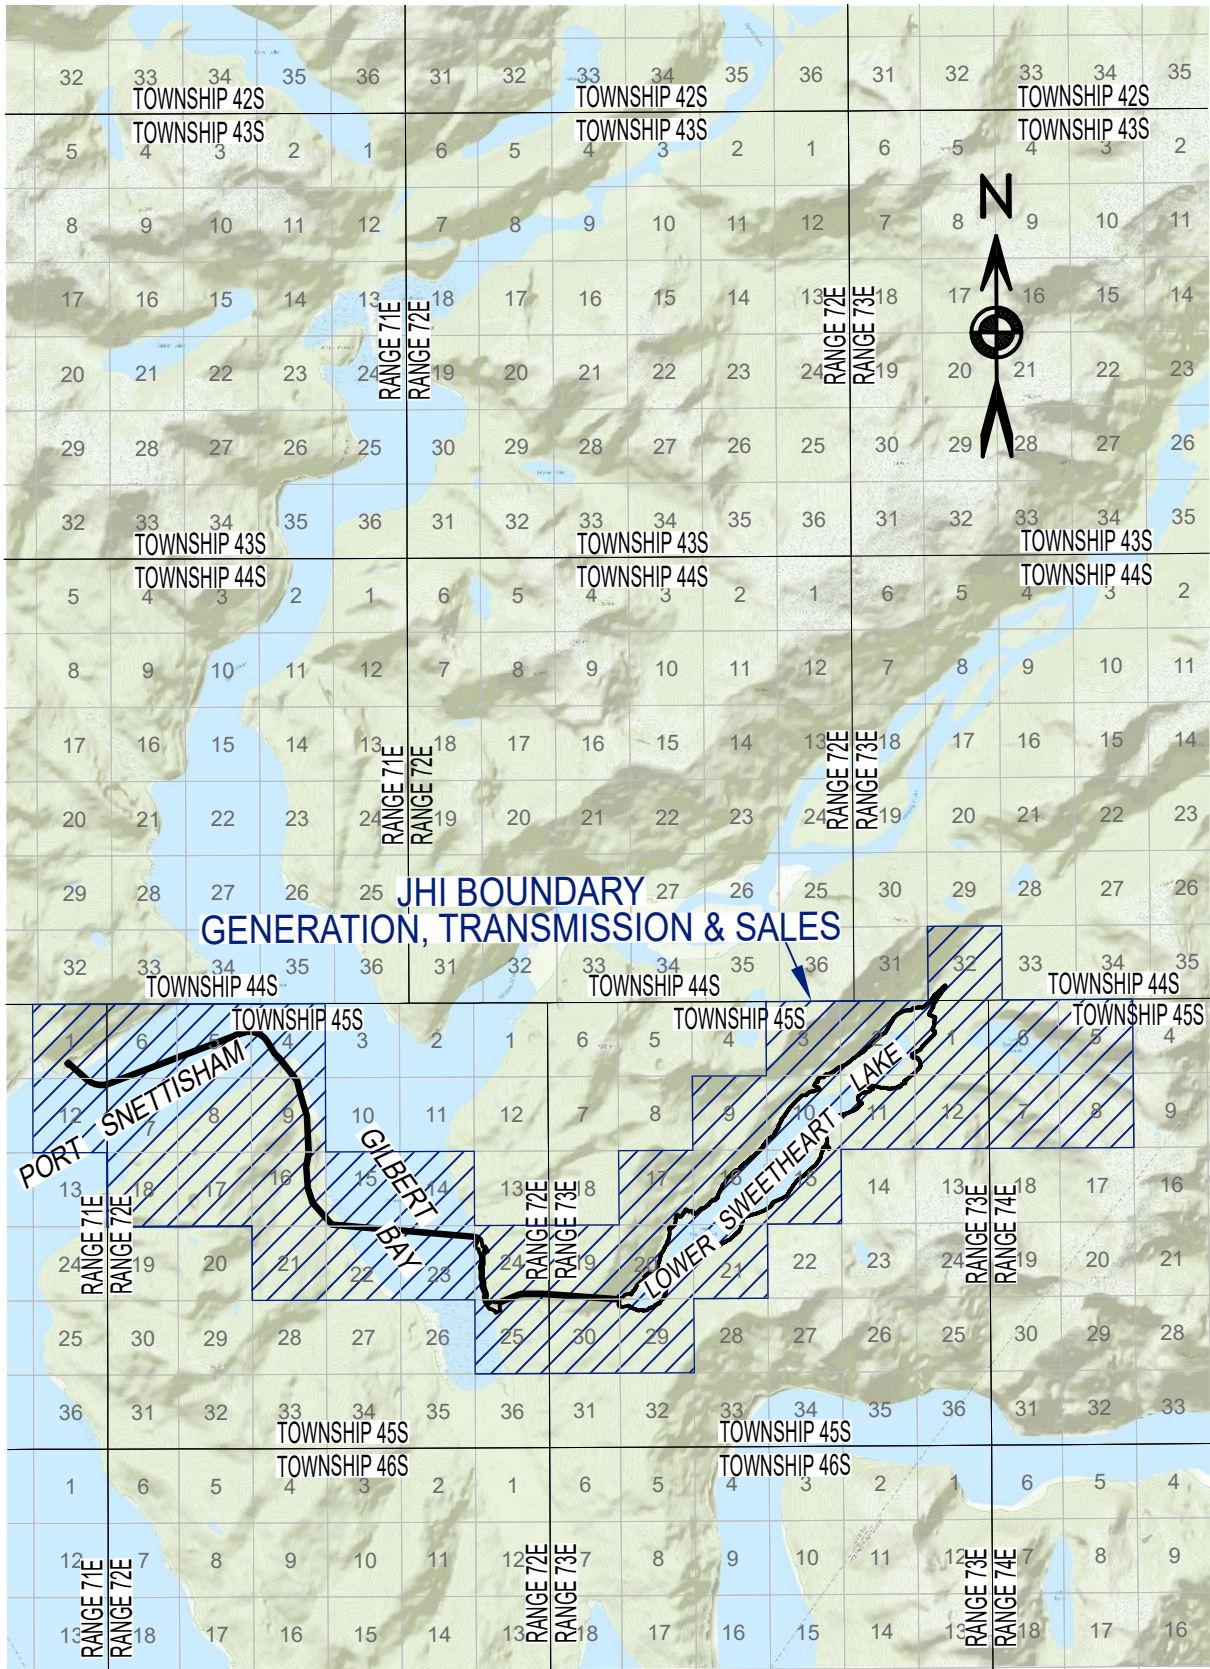 32 33 34 35 36 31 32 33 34 35 36 31 32 33 34 35
TOWNSHIP 42S TOWNSHIP 42S TOWNSHIP 42S
TOWNSHIP 43S TOWNSHIP 43S TOWNSHIP 43S
5 4 3 2 1 6 5 4 3 2 1 6 5 4 3 2
N
8 9 10 11 12 7 8 9 10 11 12 7 8 9 10 11
17 16 15 14 13 18 17 16 15 14 13 18 17 16 15 14
RANGE 71E RANGE 72E RANGE 72E RANGE 73E
20 21 22 23 24 19 20 21 22 23 24 19 20 21 22 23
29 28 27 26 25 30 29 28 27 26 25 30 29 28 27 26
32 33 34 35 36 31 32 33 34 35 36 31 32 33 34 35
TOWNSHIP 43S TOWNSHIP 43S TOWNSHIP 43S
TOWNSHIP 44S TOWNSHIP 44S TOWNSHIP 44S
5 4 3 2 1 6 5 4 3 2 1 6 5 4 3 2
8 9 10 11 12 7 8 9 10 11 12 7 8 9 10 11
17 16 15 14 13 18 17 16 15 14 13 18 17 16 15 14
RANGE 71E RANGE 72E RANGE 72E RANGE 73E
20 21 22 23 24 19 20 21 22 23 24 19 20 21 22 23
29 28 27 26 25 27 26 25 30 29 28 27 26
JHI BOUNDARY
GENERATION, TRANSMISSION & SALES
32 33 34 35 36 31 32 34 35 36 31 32 33 34 35
TOWNSHIP 44S TOWNSHIP 44S TOWNSHIP 44S
TOWNSHIP 45S TOWNSHIP 45S TOWNSHIP 45S
1 6 5 4 3 2 1 6 5 4 3 2 1 6 5 4
PORT SNETTISHAM
GILBERT BAY
LOWER SWEETHEART LAKE
12 7 8 9 10 11 12 7 8 9 10 11 12 7 8 9
13 18 17 16 15 14 13 18 17 16 15 14 13 18 17 16
RANGE 71E RANGE 72E RANGE 72E RANGE 73E RANGE 73E RANGE 74E
24 19 20 21 22 23 24 19 20 21 22 23 24 19 20 21
25 30 29 28 27 26 25 30 29 28 27 26 25 30 29 28
36 31 32 33 34 35 36 31 32 33 34 35 36 31 32 33
TOWNSHIP 45S TOWNSHIP 45S
TOWNSHIP 46S TOWNSHIP 46S
1 6 5 4 3 2 1 6 5 4 3 2 1 6 5 4
12 7 8 9 10 11 12 7 8 9 10 11 12 7 8 9
RANGE 71E RANGE 72E RANGE 72E RANGE 73E RANGE 73E RANGE 74E
13 18 17 16 15 14 13 18 17 16 15 14 13 18 17 16